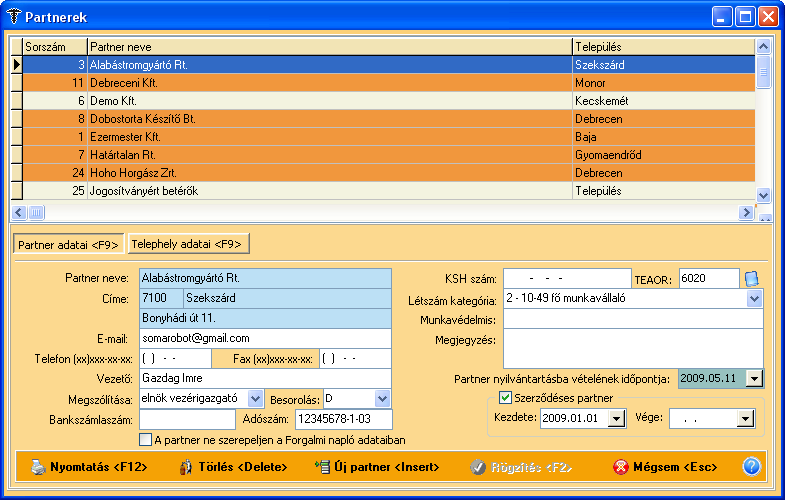 Partnerek
Sorszám Partner neve Település
3 Alabástromgyártó Rt. Szekszárd
11 Debreceni Kft. Monor
6 Demo Kft. Kecskemét
8 Dobostorta Készítő Bt. Debrecen
1 Ezermester Kft. Baja
7 Határtalan Rt. Gyomaendrőd
24 Hoho Horgász Zrt. Debrecen
25 Jogosítványért betérők Település
Partner adatai <F9> Telephely adatai <F9>
Partner neve: Alabástromgyártó Rt.
Címe: 7100 Szekszárd
Bonyhádi út 11.
E-mail: somarobot@gmail.com
Telefon (xx)xxx-xx-xx: ( ) - - Fax (xx)xxx-xx-xx: ( ) - -
Vezető: Gazdag Imre
Megszólítása: elnök vezérigazgató Besorolás: D
Bankszámlaszám: Adószám: 12345678-1-03
A partner ne szerepeljen a Forgalmi napló adataiban
KSH szám: - - - TEAOR: 6020
Létszám kategória: 2 - 10-49 fő munkavállaló
Munkavédelmis:
Megjegyzés:
Partner nyilvántartásba vételének időpontja: 2009.05.11
Szerződéses partner
Kezdete: 2009.01.01 Vége: . .
Nyomtatás <F12> Törlés <Delete> Új partner <Insert> Rögzítés <F2> Mégsem <Esc> ?